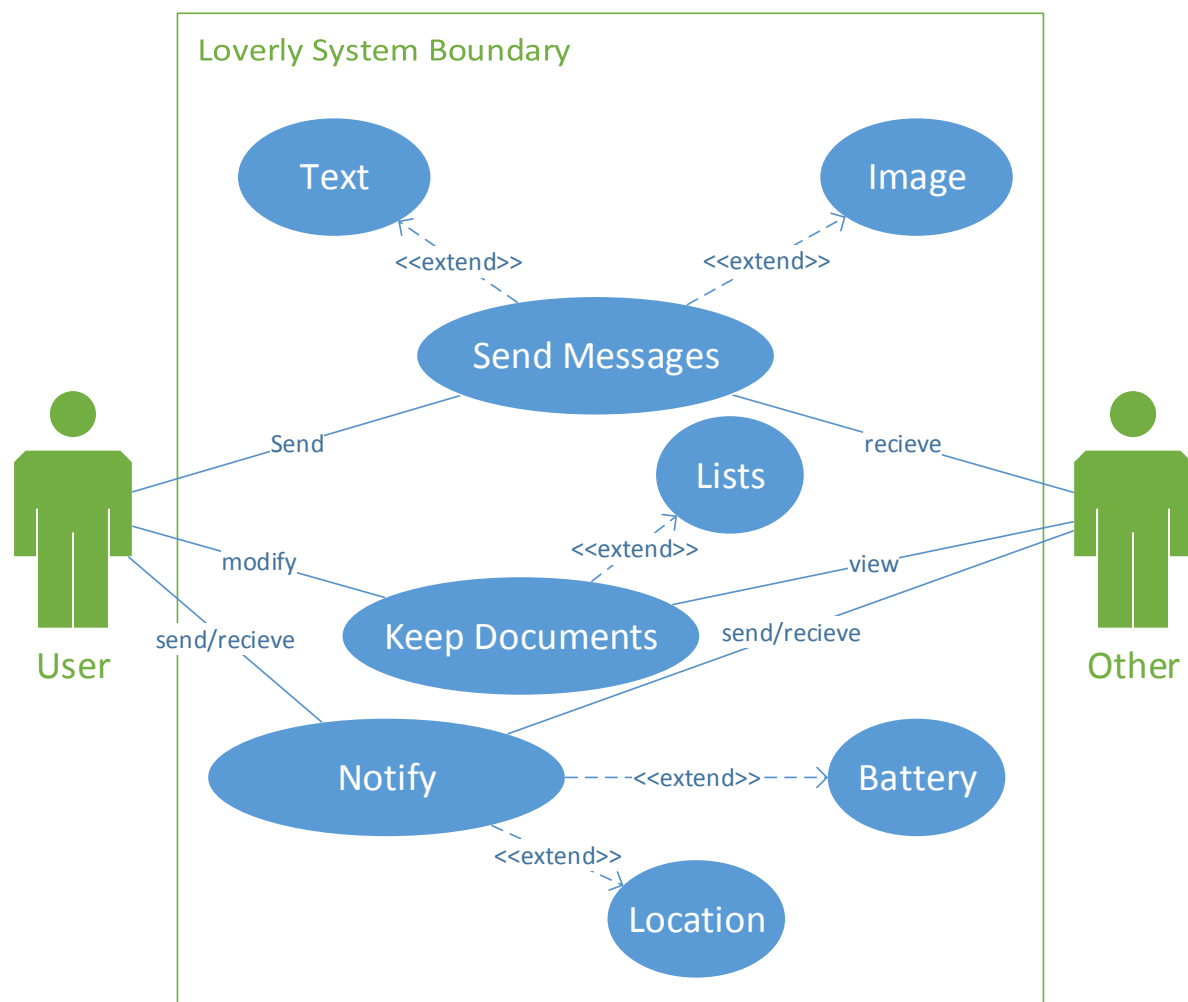 Loverly System Boundary
Text
Image
<<extend>>
<<extend>>
Send Messages
Send
recieve
Lists
<<extend>>
modify
view
Keep Documents
send/recieve
send/recieve
User
Other
Notify
<<extend>>
Battery
<<extend>>
Location